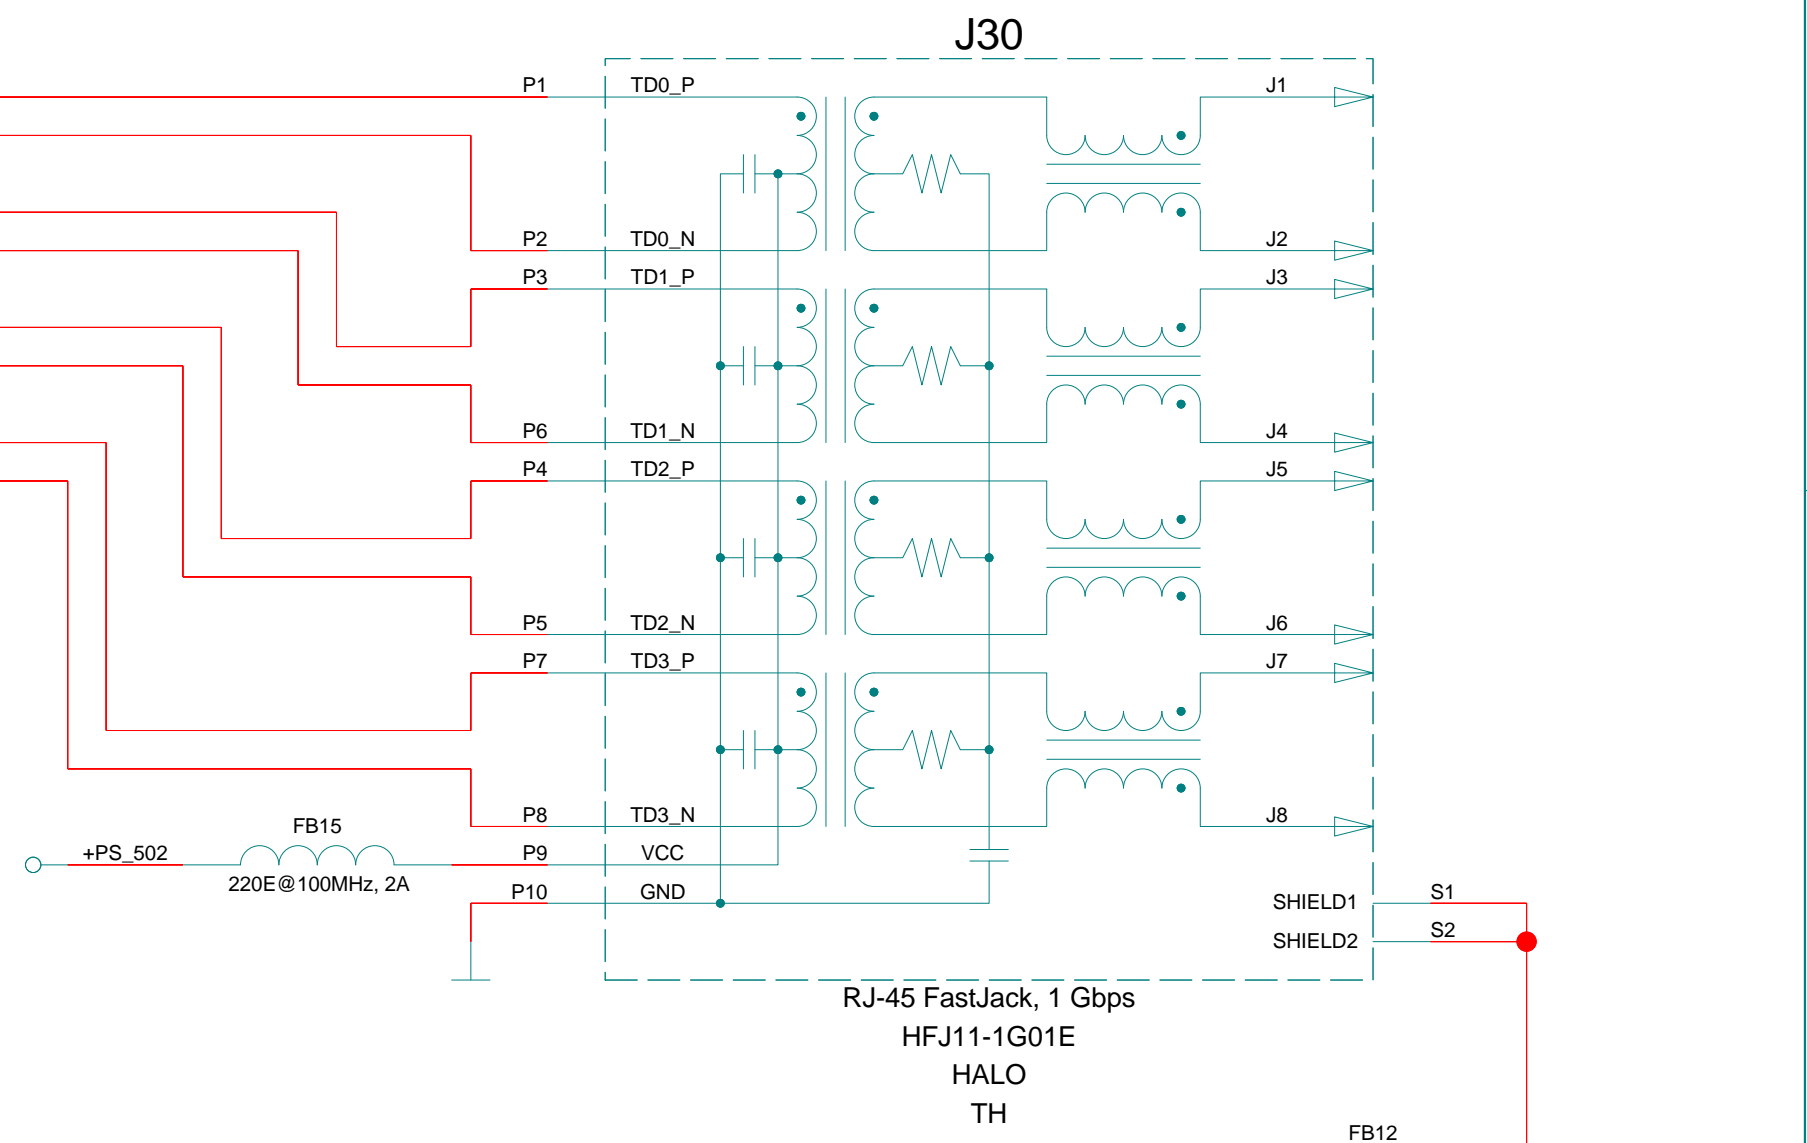 J30
P1 TD0_P J1
P2 TD0_N J2
P3 TD1_P J3
P6 TD1_N J4
P4 TD2_P J5
P5 TD2_N J6
P7 TD3_P J7
P8 TD3_N J8
FB15
+PS_502 P9 VCC
220E@100MHz, 2A
P10 GND SHIELD1 S1
SHIELD2 S2
RJ-45 FastJack, 1 Gbps
HFJ11-1G01E
HALO
TH
FB12